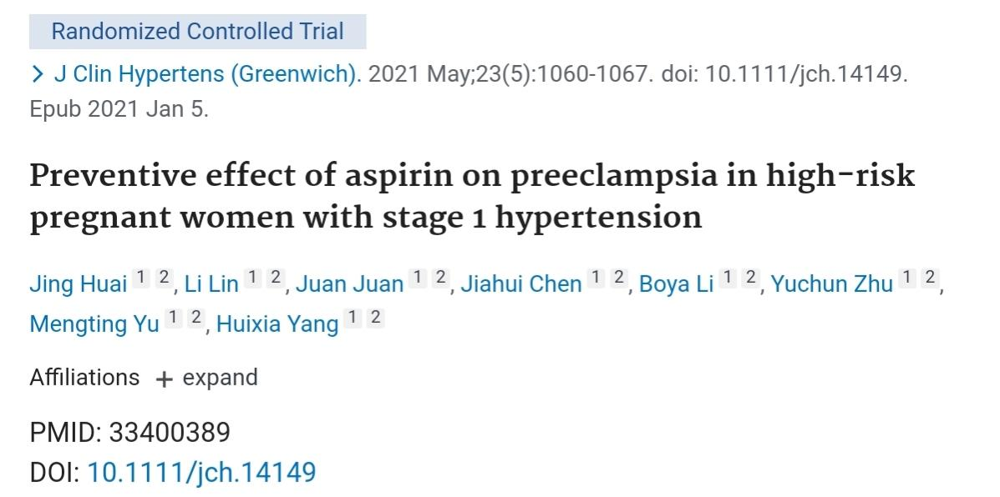 Randomized Controlled Trial
> J Clin Hypertens (Greenwich). 2021 May;23(5):1060-1067. doi: 10.1111/jch.14149.
Epub 2021 Jan 5.
Preventive effect of aspirin on preeclampsia in high-risk
pregnant women with stage 1 hypertension
Jing Huai 1 2, Li Lin 1 2, Juan Juan 1 2, Jiahui Chen 1 2, Boya Li 1 2, Yuchun Zhu 1 2,
Mengting Yu 1 2, Huixia Yang 1 2
Affiliations + expand
PMID: 33400389
DOI: 10.1111/jch.14149